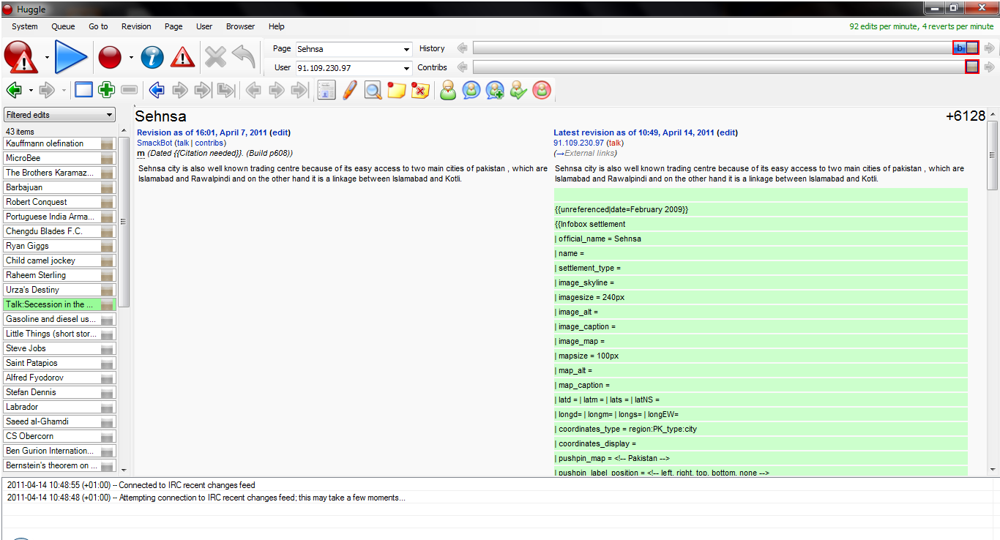 Huggle
System Queue Go to Revision Page User Browser Help
92 edits per minute, 4 reverts per minute
Page Sehnsa History b
User 91.109.230.97 Contribs
Filtered edits
43 items
Kauffmann olefination
MicroBee
The Brothers Karamaz...
Barbajuan
Robert Conquest
Portuguese India Arma...
Chengdu Blades F.C.
Ryan Giggs
Child camel jockey
Raheem Sterling
Urza's Destiny
Talk:Secession in the ...
Gasoline and diesel us...
Little Things (short stor...
Steve Jobs
Saint Patapios
Alfred Fyodorov
Stefan Dennis
Labrador
Saeed al-Ghamdi
CS Obercorn
Ben Gurion Internation...
Bernstein's theorem on ...
Sehnsa
+6128
Revision as of 16:01, April 7, 2011 (edit)
SmackBot (talk | contribs)
m (Dated {{Citation needed}}. (Build p608))
Sehnsa city is also well known trading centre because of its easy access to two main cities of pakistan , which are
Islamabad and Rawalpindi and on the other hand it is a linkage between Islamabad and Kotli.
Latest revision as of 10:49, April 14, 2011 (edit)
91.109.230.97 (talk)
(→External links)
Sehnsa city is also well known trading centre because of its easy access to two main cities of pakistan , which are
Islamabad and Rawalpindi and on the other hand it is a linkage between Islamabad and Kotli.
{{unreferenced|date=February 2009}}
{{Infobox settlement
| official_name = Sehnsa
| name =
| settlement_type =
| image_skyline =
| imagesize = 240px
| image_alt =
| image_caption =
| image_map =
| mapsize = 100px
| map_alt =
| map_caption =
| latd = | latm = | lats = | latNS =
| longd= | longm= | longs= | longEW=
| coordinates_type = region:PK_type:city
| coordinates_display =
| pushpin_map = <!-- Pakistan -->
| pushpin_label_position = <!-- left, right, top, bottom, none -->
2011-04-14 10:48:55 (+01:00) -- Connected to IRC recent changes feed
2011-04-14 10:48:48 (+01:00) -- Attempting connection to IRC recent changes feed; this may take a few moments...